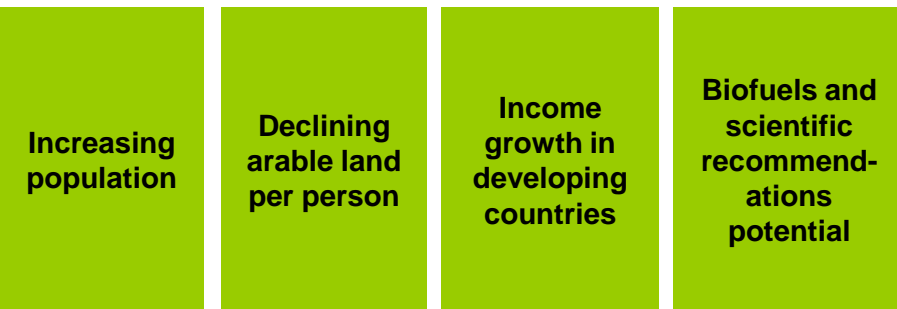 Increasing
population
Declining
arable land
per person
Income
growth in
developing
countries
Biofuels and
scientific
recommend-
ations
potential